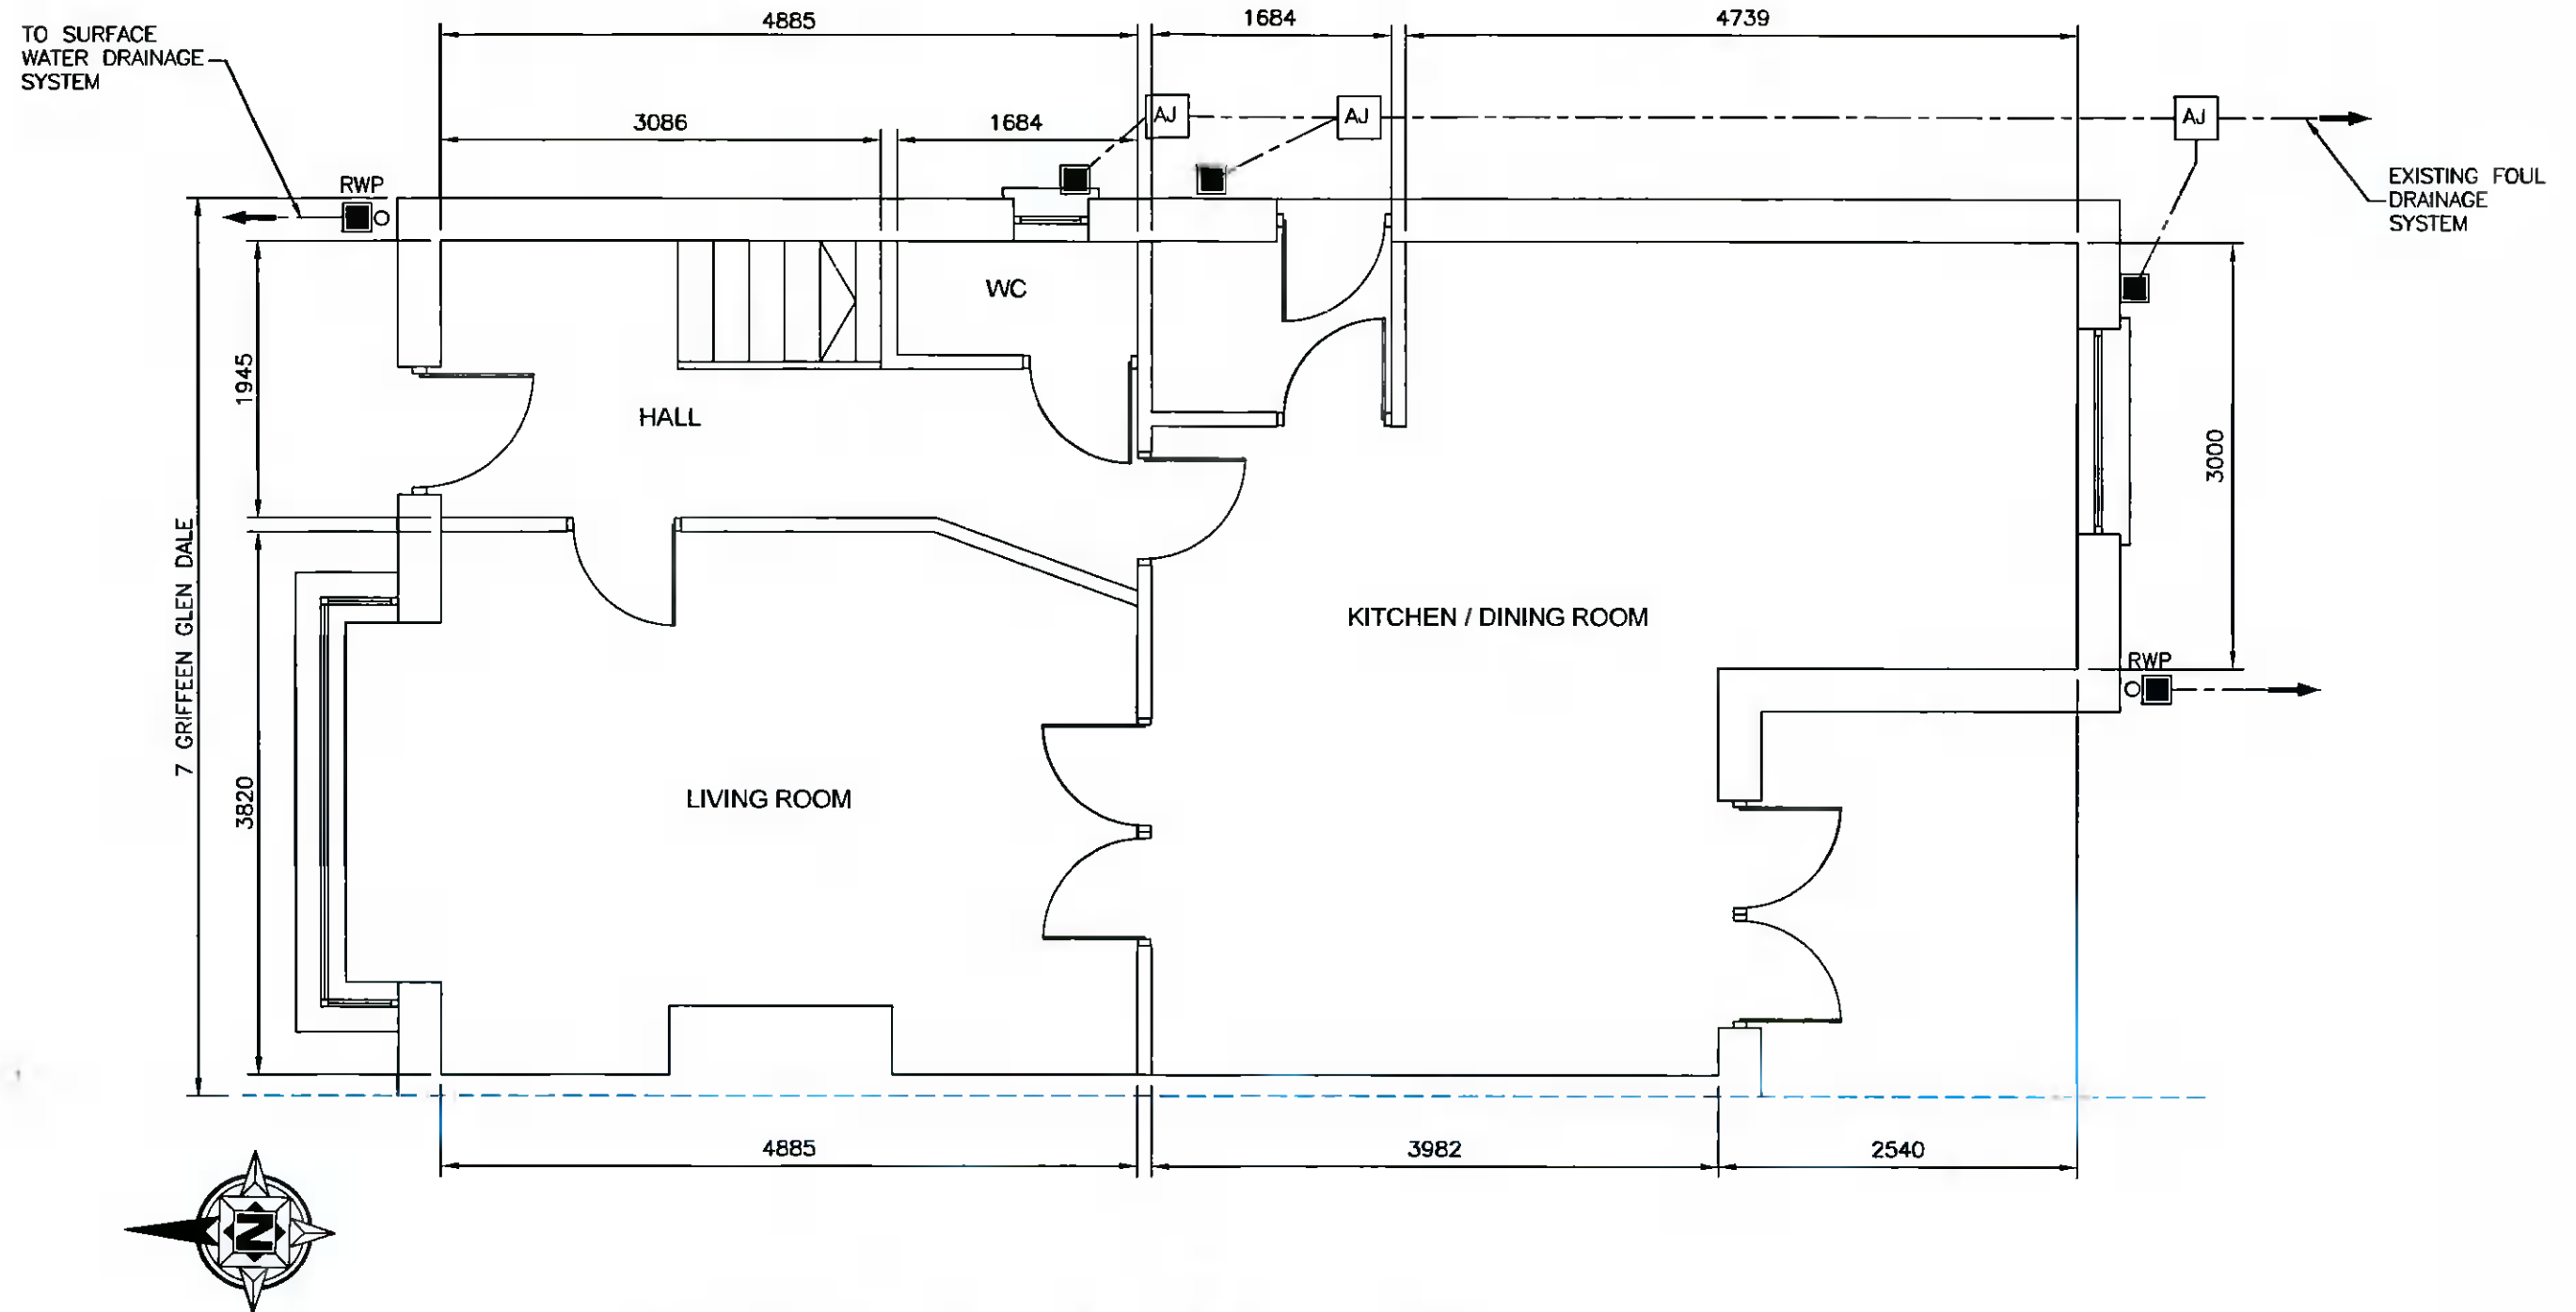 4885
1684
4739
TO SURFACE
WATER DRAINAGE
SYSTEM
3086
1684
AJ
AJ
AJ
EXISTING FOUL
DRAINAGE
SYSTEM
RWP
WC
1945
HALL
3000
7 GRIFFEEN GLEN DALE
KITCHEN / DINING ROOM
RWP
3820
LIVING ROOM
4885
3982
2540
N